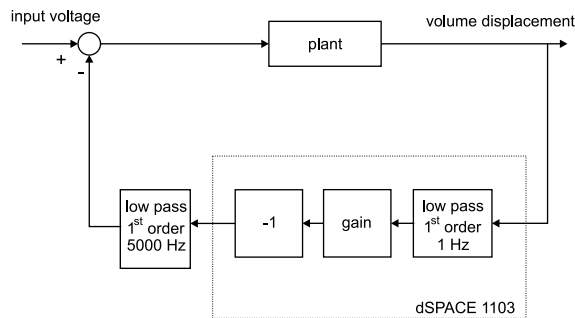 input voltage
volume displacement
plant
+
-
low pass
1st order
5000 Hz
-1
gain
low pass
1st order
1 Hz
dSPACE 1103